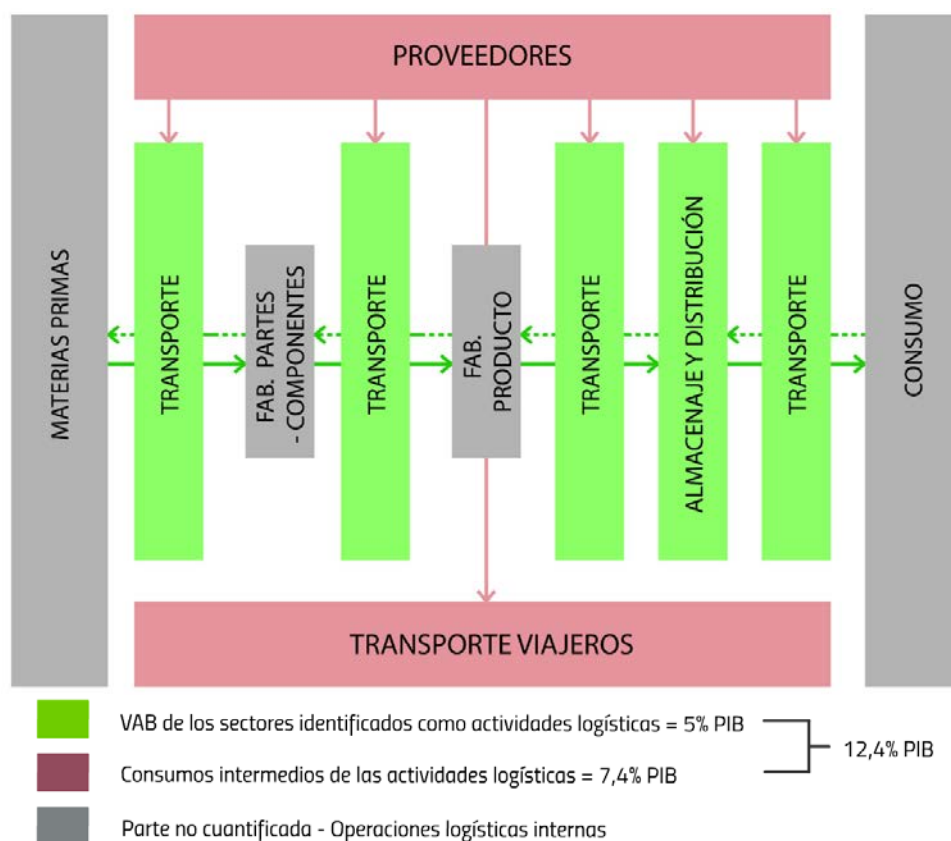 PROVEEDORES
MATERIAS PRIMAS
TRANSPORTE
FAB. PARTES
- COMPONENTES
TRANSPORTE
FAB.
PRODUCTO
TRANSPORTE
ALMACENAJE Y DISTRIBUCIÓN
TRANSPORTE
CONSUMO
TRANSPORTE VIAJEROS
VAB de los sectores identificados como actividades logísticas = 5% PIB
12,4% PIB
Consumos intermedios de las actividades logísticas = 7,4% PIB
Parte no cuantificada - Operaciones logísticas internas